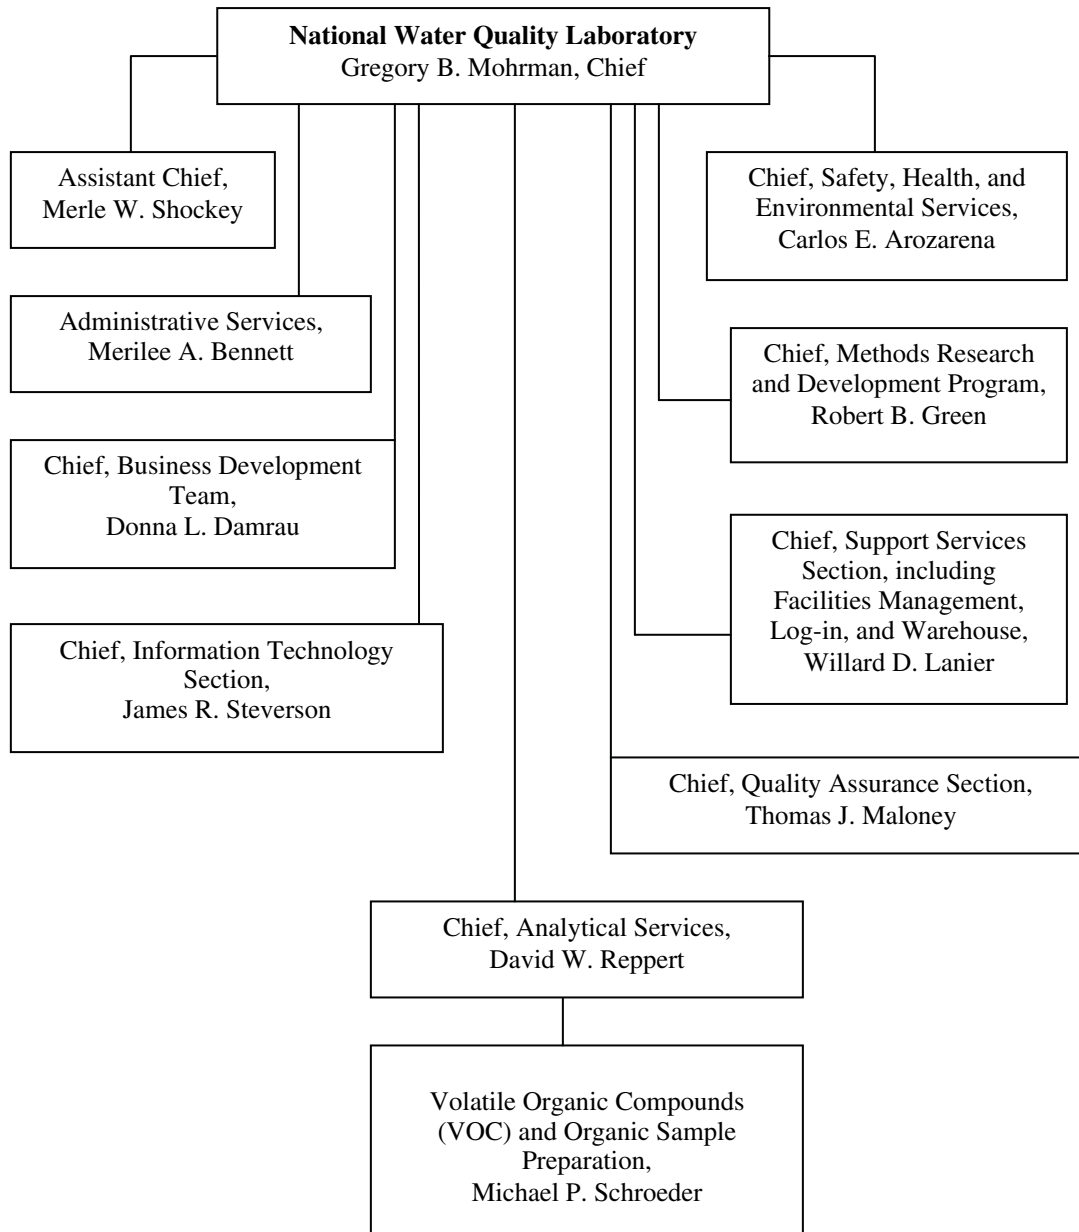 National Water Quality Laboratory
Gregory B. Mohrman, Chief
Assistant Chief,
Merle W. Shockey
Administrative Services,
Merilee A. Bennett
Chief, Business Development
Team,
Donna L. Damrau
Chief, Information Technology
Section,
James R. Steverson
Chief, Safety, Health, and
Environmental Services,
Carlos E. Arozarena
Chief, Methods Research
and Development Program,
Robert B. Green
Chief, Support Services
Section, including
Facilities Management,
Log-in, and Warehouse,
Willard D. Lanier
Chief, Quality Assurance Section,
Thomas J. Maloney
Chief, Analytical Services,
David W. Reppert
Volatile Organic Compounds
(VOC) and Organic Sample
Preparation,
Michael P. Schroeder